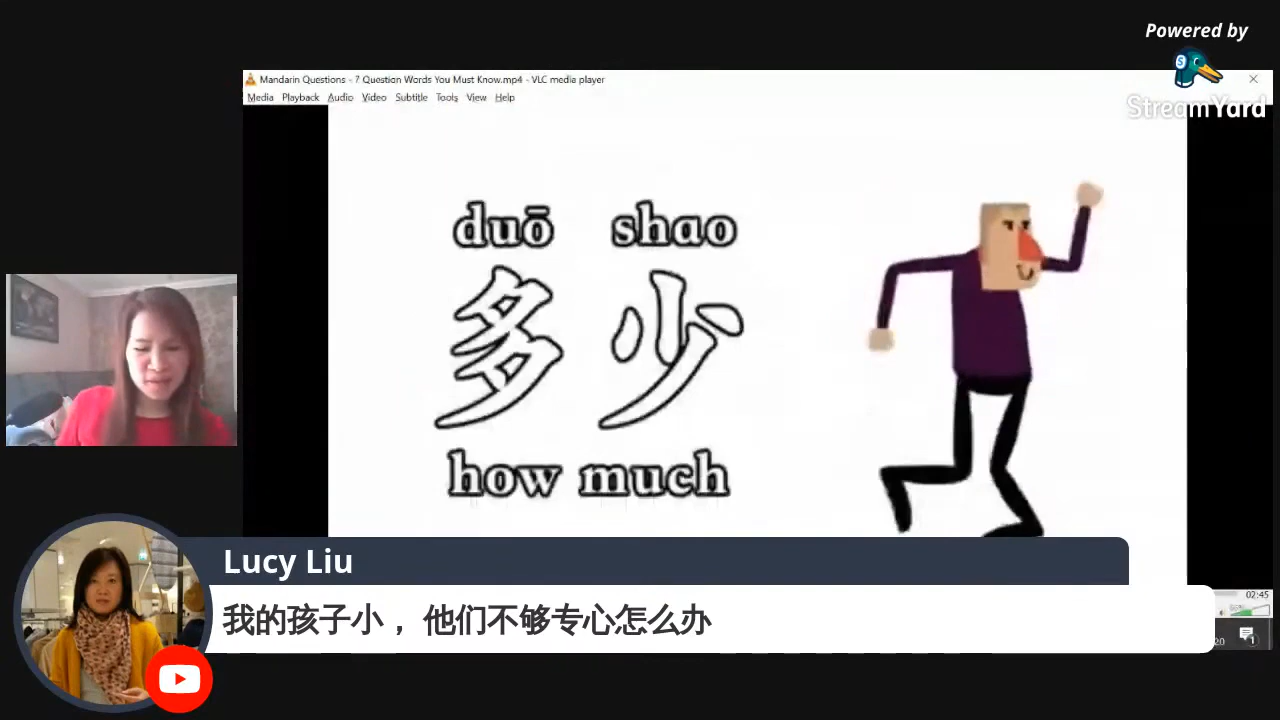 Powered by
StreamYard
Mandarin Questions - 7 Question Words You Must Know.mp4 - VLC media player
Media Playback Audio Video Subtitle Tools View Help
duō shao
多少
how much
Lucy Liu
我的孩子小， 他们不够专心怎么办
02:45
20
1